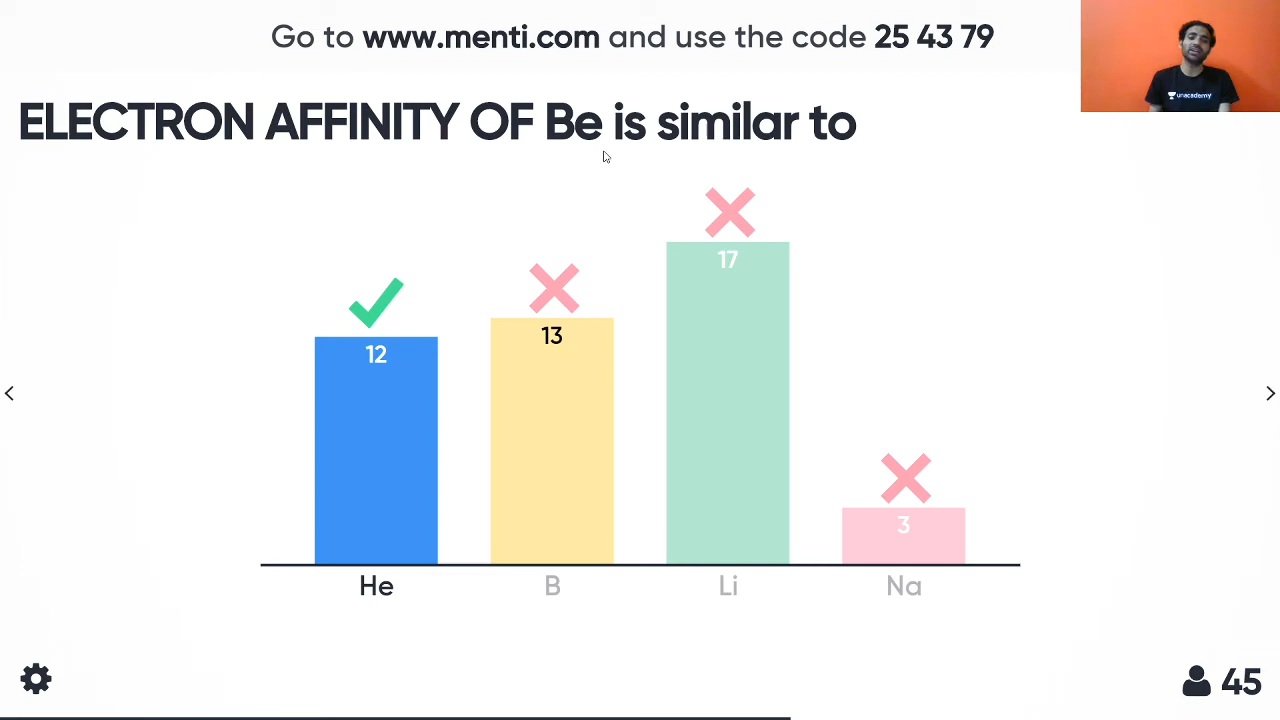 Go to www.menti.com and use the code 25 43 79
unacademy
ELECTRON AFFINITY OF Be is similar to
17
13
12
3
He B Li Na
45